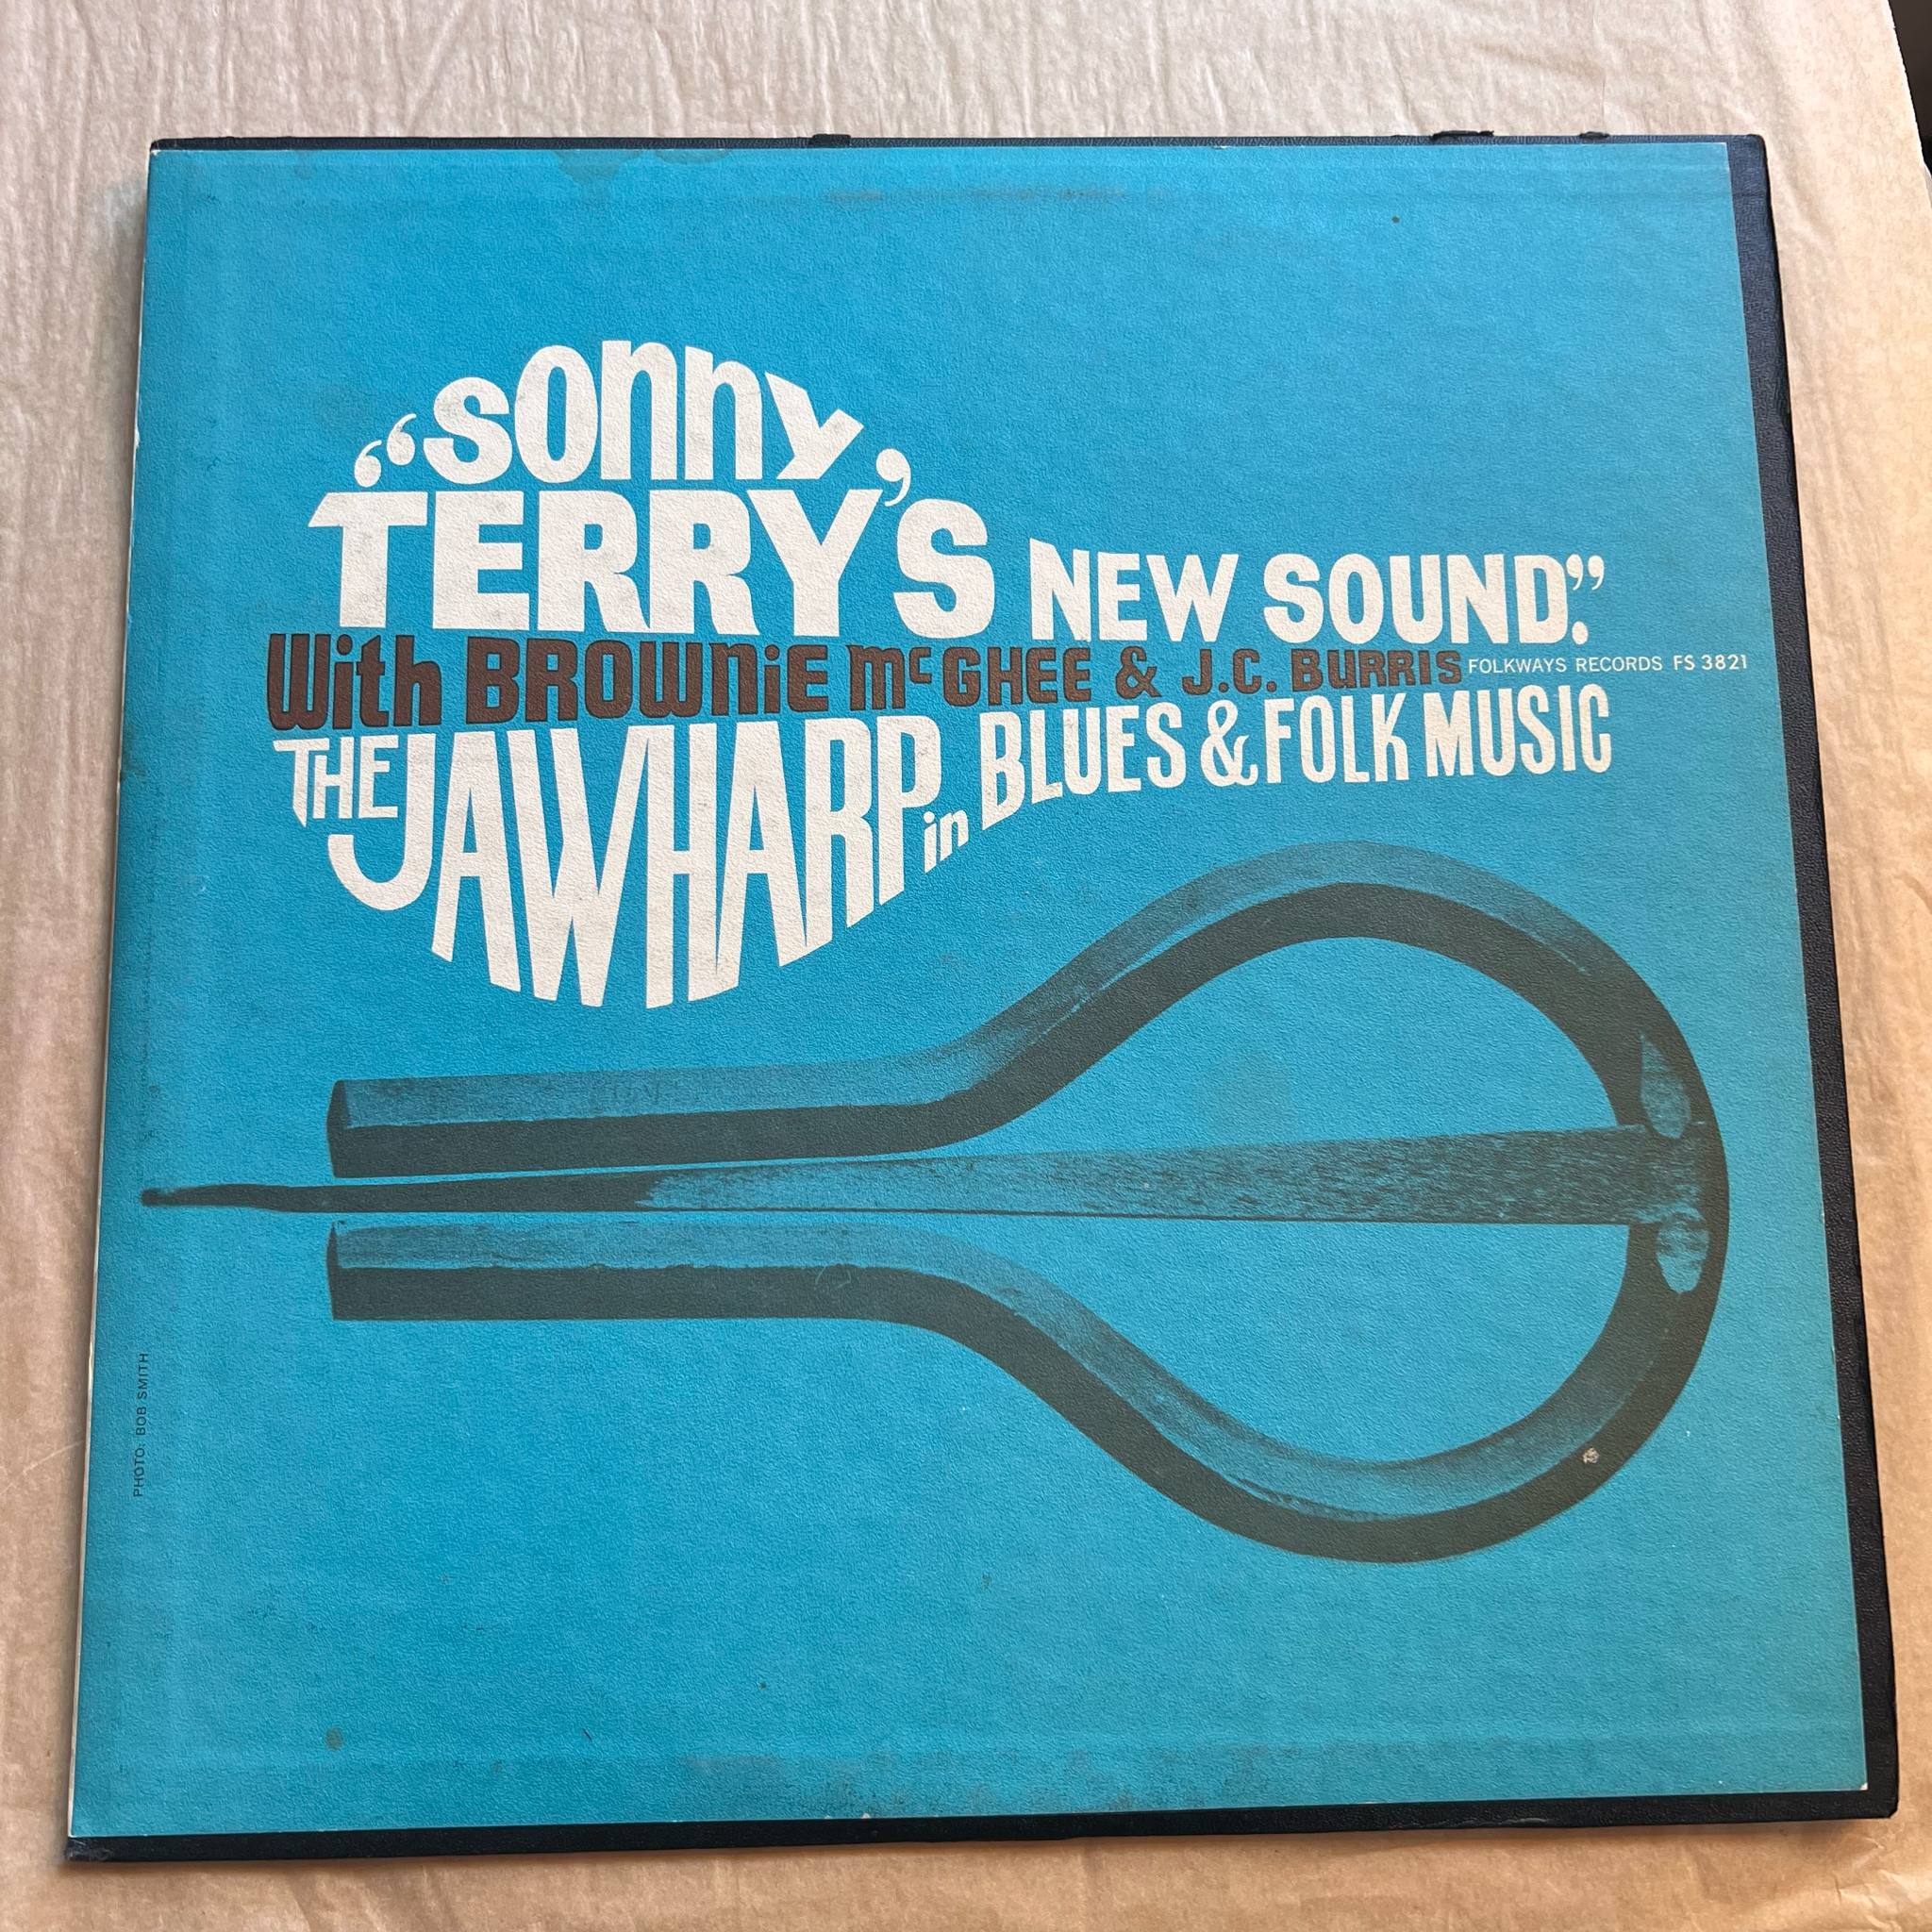 “Sonny
TERRY’S NEW SOUND.”
With BROWNiE McGHEE & J.C. BURRIS FOLKWAYS RECORDS FS 3821
THE JAWHARP in BLUES & FOLK MUSIC
PHOTO: BOB SMITH